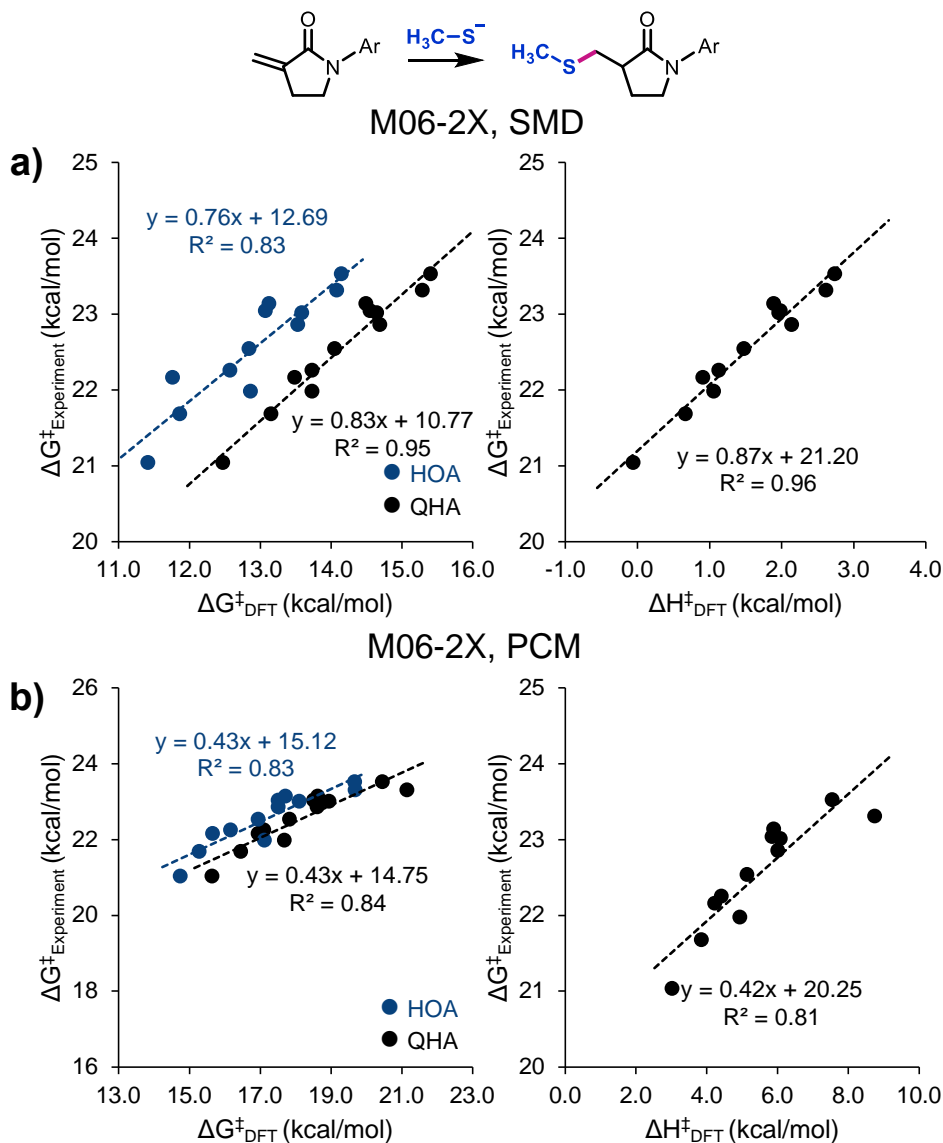 O
Ar
N
H₃C–S⁻
O
Ar
N
H₃C
S
M06-2X, SMD
a)
25
24
23
22
21
20
ΔG‡Experiment (kcal/mol)
y = 0.76x + 12.69
R² = 0.83
y = 0.83x + 10.77
R² = 0.95
HOA
QHA
11.0 12.0 13.0 14.0 15.0 16.0
ΔG‡DFT (kcal/mol)
25
24
23
22
21
20
ΔG‡Experiment (kcal/mol)
y = 0.87x + 21.20
R² = 0.96
-1.0 0.0 1.0 2.0 3.0 4.0
ΔH‡DFT (kcal/mol)
M06-2X, PCM
b)
26
24
22
20
18
16
ΔG‡Experiment (kcal/mol)
y = 0.43x + 15.12
R² = 0.83
y = 0.43x + 14.75
R² = 0.84
HOA
QHA
13.0 15.0 17.0 19.0 21.0 23.0
ΔG‡DFT (kcal/mol)
25
24
23
22
21
20
ΔG‡Experiment (kcal/mol)
y = 0.42x + 20.25
R² = 0.81
0.0 2.0 4.0 6.0 8.0 10.0
ΔH‡DFT (kcal/mol)